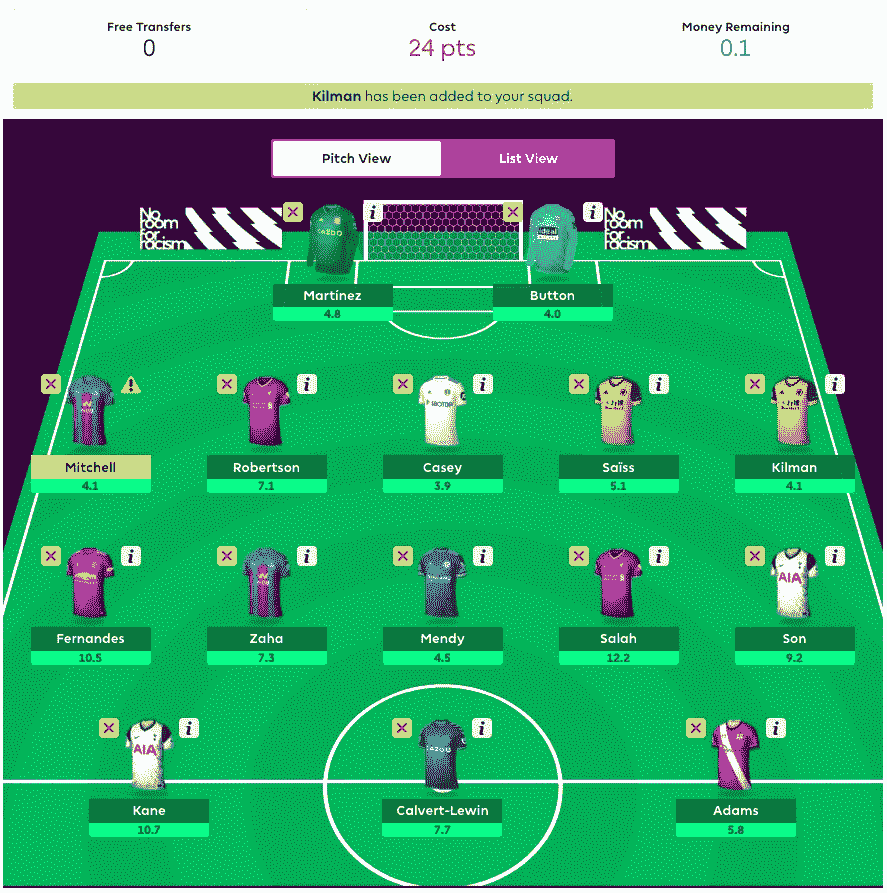 Free Transfers
Cost
Money Remaining
0
24 pts
0.1
Kilman has been added to your squad.
Pitch View
List View
No room for racism
No room for racism
Martínez
4.8
Button
4.0
Mitchell
4.1
Robertson
7.1
Casey
3.9
Saïss
5.1
Kilman
4.1
Fernandes
10.5
Zaha
7.3
Mendy
4.5
Salah
12.2
Son
9.2
AIA
Kane
10.7
AIA
Calvert-Lewin
7.7
Adams
5.8